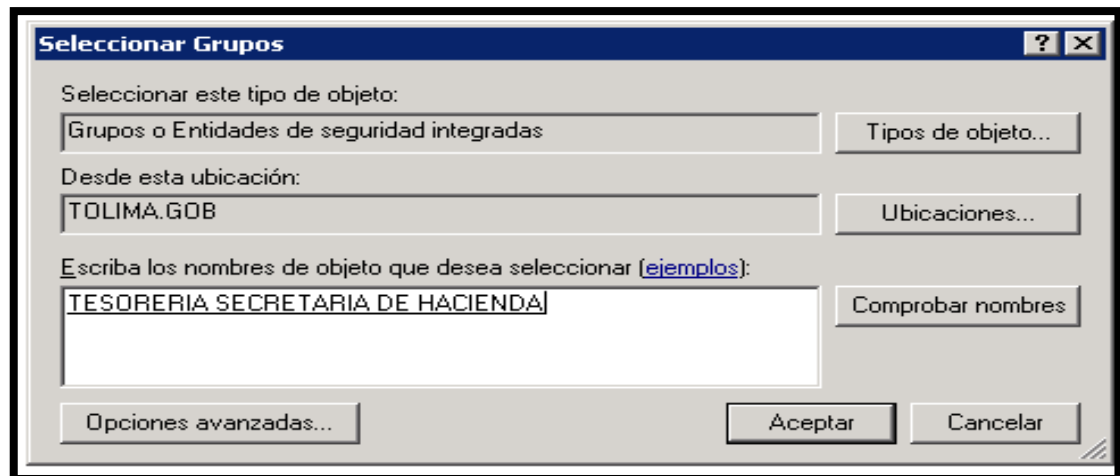 Seleccionar Grupos
Seleccionar este tipo de objeto:
Grupos o Entidades de seguridad integradas
Tipos de objeto...
Desde esta ubicación:
TOLIMA.GOB
Ubicaciones...
Escriba los nombres de objeto que desea seleccionar (ejemplos):
TESORERIA SECRETARIA DE HACIENDA
Comprobar nombres
Opciones avanzadas...
Aceptar
Cancelar